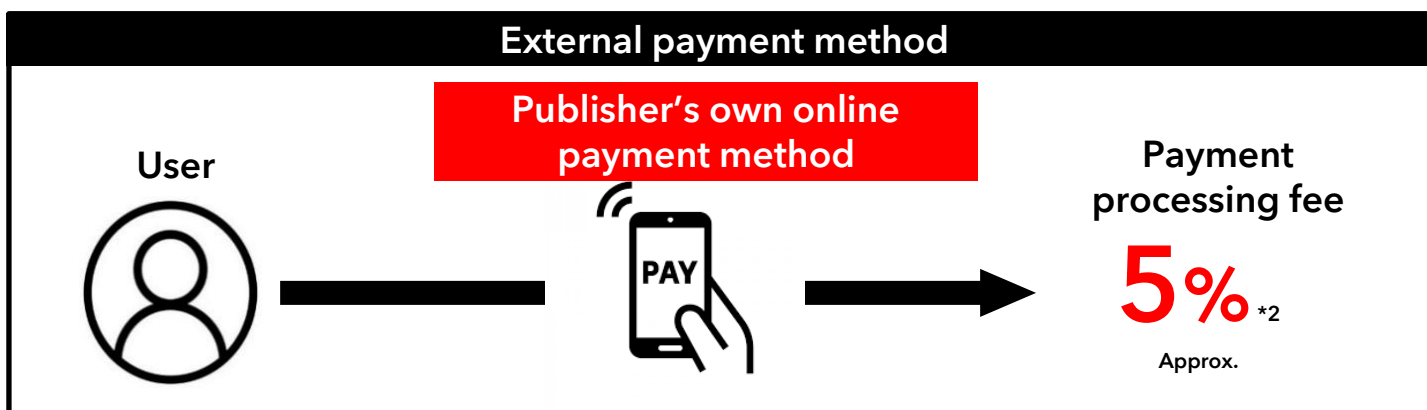 External payment method
Publisher’s own online
payment method
User
PAY
Payment
processing fee
5% *2
Approx.